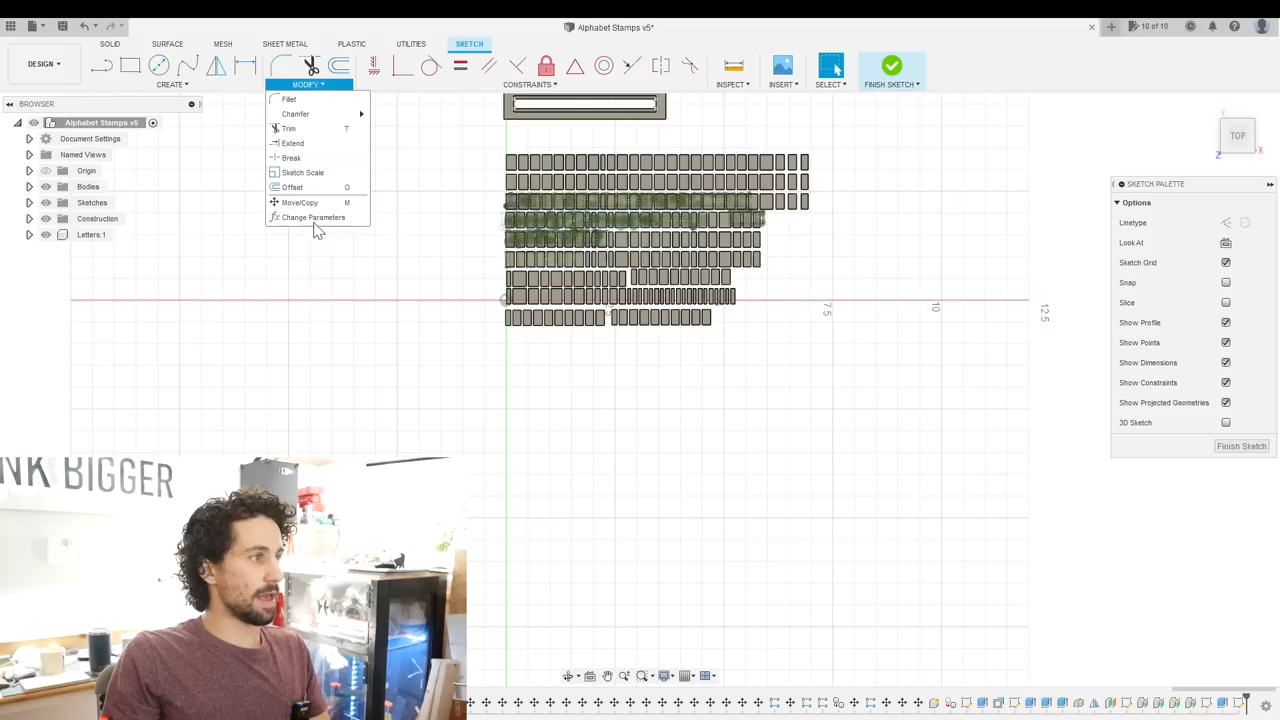 Alphabet Stamps v5*
10 of 10
DESIGN
SOLID
SURFACE
MESH
SHEET METAL
PLASTIC
UTILITIES
SKETCH
CREATE
MODIFY
CONSTRAINTS
INSPECT
INSERT
SELECT
FINISH SKETCH
BROWSER
Alphabet Stamps v5
Document Settings
Named Views
Origin
Bodies
Sketches
Construction
Letters:1
Fillet
Chamfer
Trim T
Extend
Break
Sketch Scale
Offset O
Move/Copy M
Change Parameters
TOP
X
Z
SKETCH PALETTE
Options
Linetype
Look At
Sketch Grid
Snap
Slice
Show Profile
Show Points
Show Dimensions
Show Constraints
Show Projected Geometries
3D Sketch
Finish Sketch
7.5
10
12.5
NK BIGGER